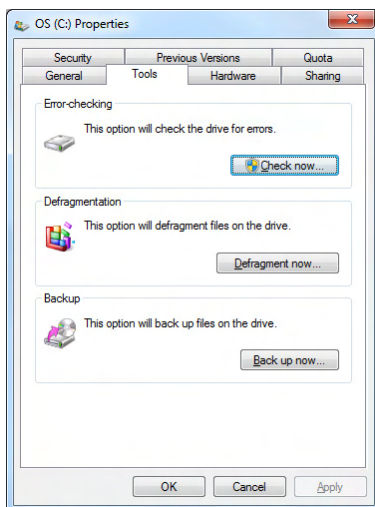 OS (C:) Properties
Security Previous Versions Quota
General Tools Hardware Sharing
Error-checking
This option will check the drive for errors.
Check now...
Defragmentation
This option will defragment files on the drive.
Defragment now...
Backup
This option will back up files on the drive.
Back up now...
OK Cancel Apply